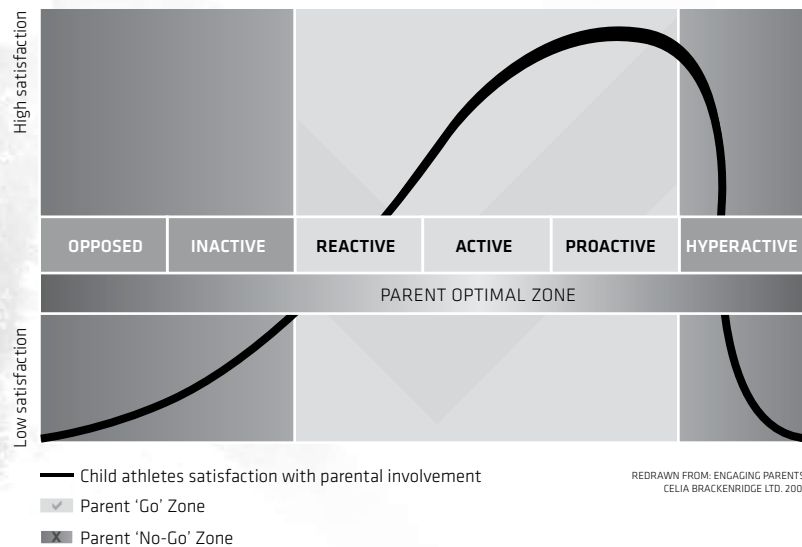 High satisfaction
OPPOSED
INACTIVE
REACTIVE
ACTIVE
PROACTIVE
HYPERACTIVE
PARENT OPTIMAL ZONE
Low satisfaction
Child athletes satisfaction with parental involvement
Parent ‘Go’ Zone
X Parent ‘No-Go’ Zone
REDRAWN FROM: ENGAGING PARENTS
CELIA BRACKENRIDGE LTD. 200